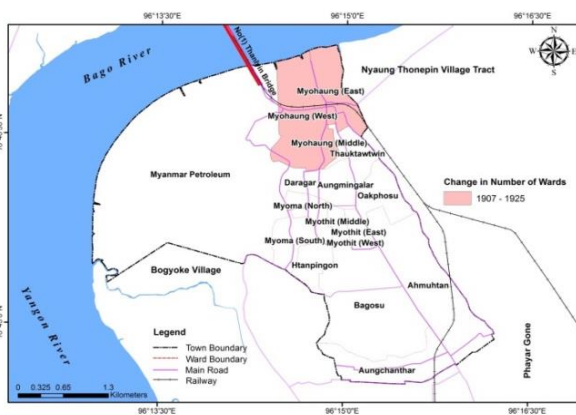 96°13'30"E
96°15'0"E
96°16'30"E
Bago River
No(1) Thanlyin Bridge
N
W
E
S
Nyaung Thonepin Village Tract
Myohaung (East)
Myohaung (West)
Myohaung (Middle)
Thauktawtwin
Myanmar Petroleum
Daragar
Aungmingalar
Oakphosu
Change in Number of Wards
1907 - 1925
Myoma (North)
Myothit (Middle)
Myothit (East)
Myoma (South)
Myothit (West)
Htanpingon
Bogyoke Village
Ahmuhtan
Bagosu
Yangon River
Phayar Gone
Legend
Town Boundary
Ward Boundary
Main Road
Railway
Aungchanthar
0 0.325 0.65 1.3
Kilometers
96°13'30"E
96°15'0"E
96°16'30"E